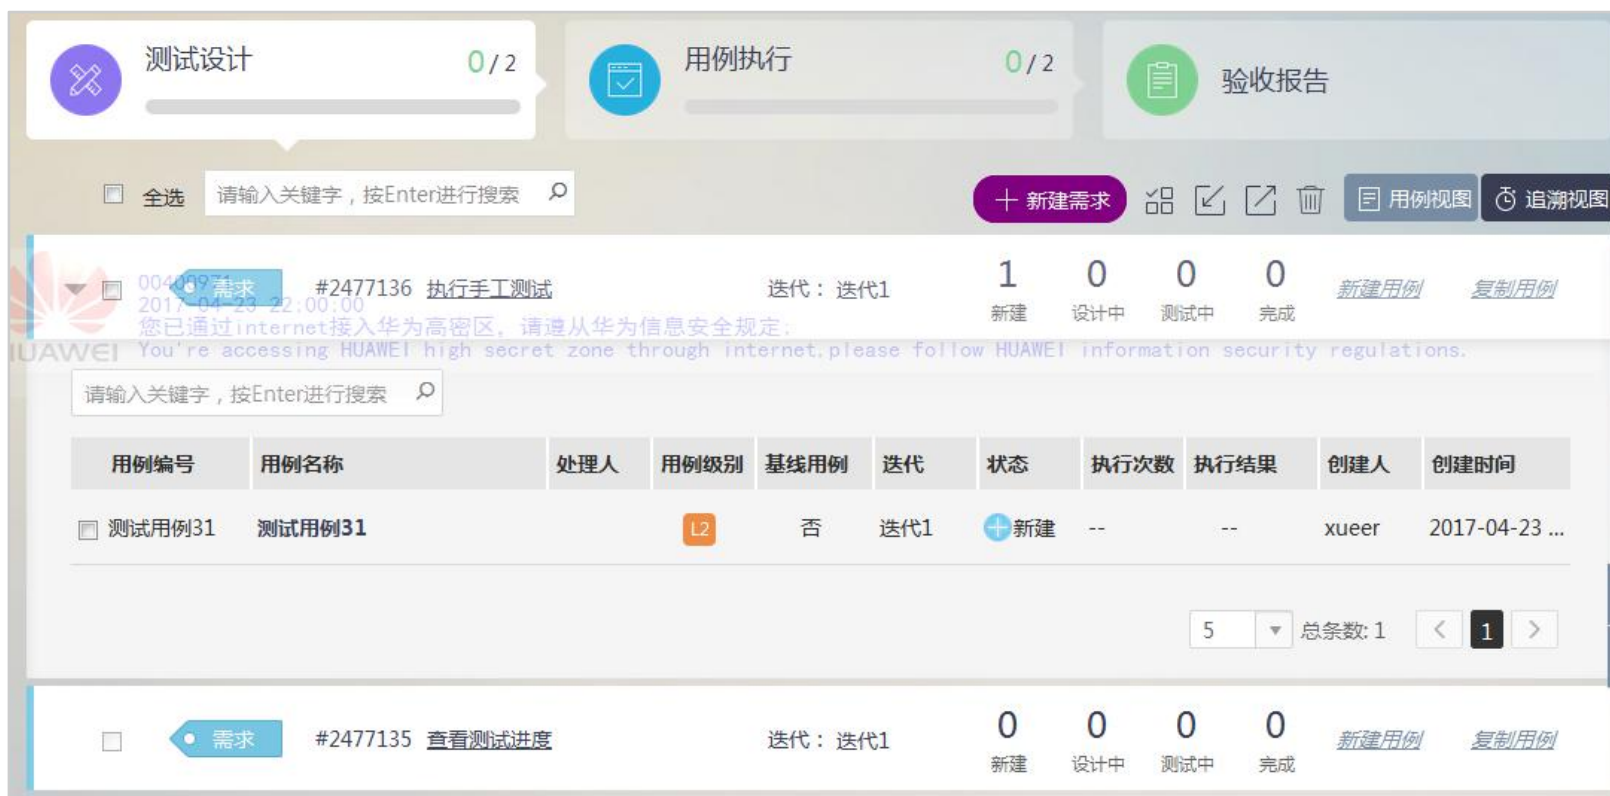 测试设计 0 / 2
用例执行 0 / 2
验收报告
全选 请输入关键字，按Enter进行搜索 新建需求 用例视图 追溯视图
需求 #2477136 执行手工测试 迭代： 迭代1 1 新建 0 设计中 0 测试中 0 完成 新建用例 复制用例
00400971
2017-04-23 22:00:00
您已通过internet接入华为高密区, 请遵从华为信息安全规定;
HUAWEI You're accessing HUAWEI high secret zone through internet.please follow HUAWEI information security regulations.
请输入关键字，按Enter进行搜索
用例编号 用例名称 处理人 用例级别 基线用例 迭代 状态 执行次数 执行结果 创建人 创建时间
测试用例31 测试用例31 L2 否 迭代1 新建 -- -- xueer 2017-04-23 ...
5 总条数: 1 < 1 >
需求 #2477135 查看测试进度 迭代： 迭代1 0 新建 0 设计中 0 测试中 0 完成 新建用例 复制用例